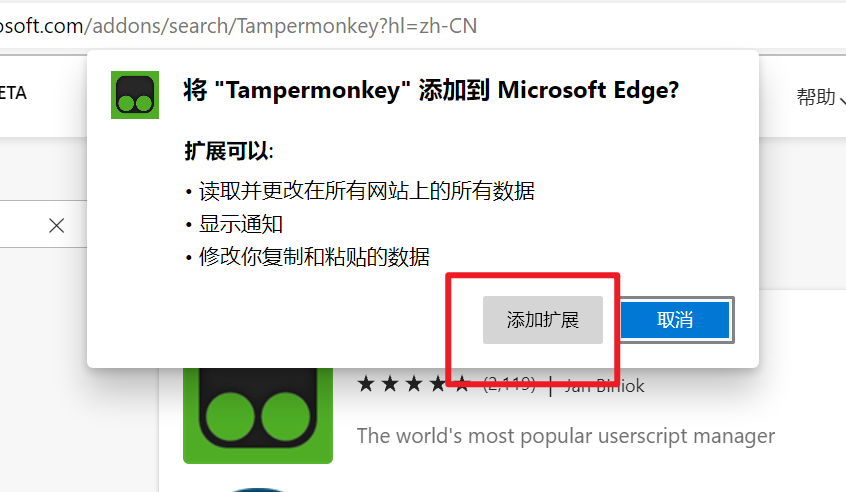 osoft.com/addons/search/Tampermonkey?hl=zh-CN
ETA
帮助
将 "Tampermonkey" 添加到 Microsoft Edge?
扩展可以:
• 读取并更改在所有网站上的所有数据
• 显示通知
• 修改你复制和粘贴的数据
添加扩展 取消
★ ★ ★ ★ ★ (2,119) | Jan Biniok
The world's most popular userscript manager